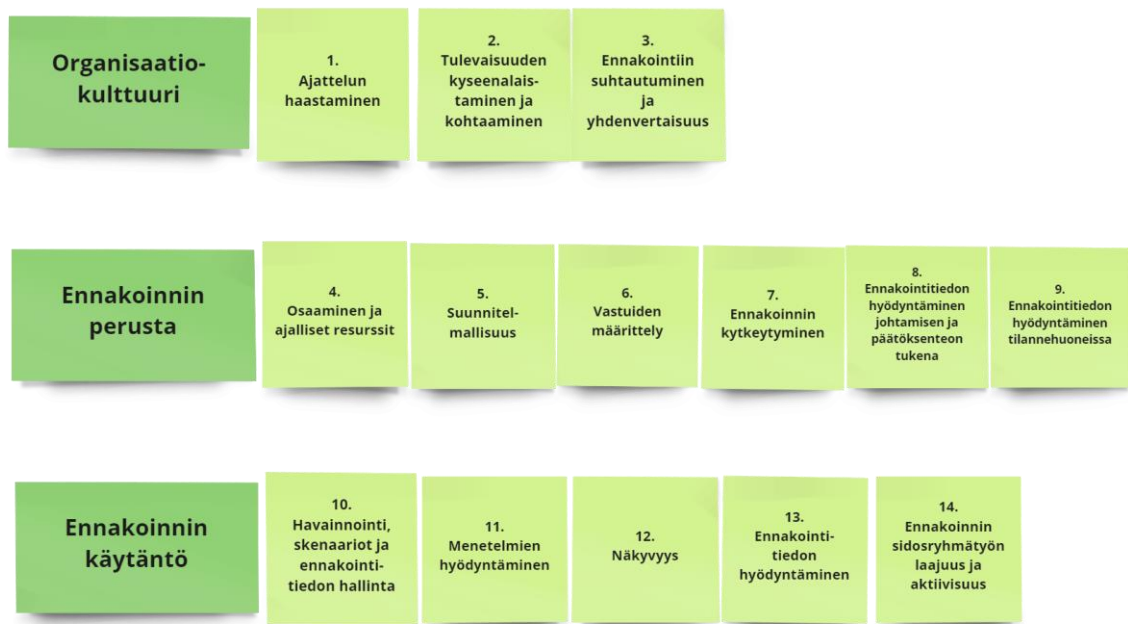 Organisaatio-
kulttuuri
1.
Ajattelun
haastaminen
2.
Tulevaisuuden
kyseenalais-
taminen ja
kohtaaminen
3.
Ennakointiin
suhtautuminen
ja
yhdenvertaisuus
Ennakoinnin
perusta
4.
Osaaminen ja
ajalliset resurssit
5.
Suunnitel-
mallisuus
6.
Vastuiden
määrittely
7.
Ennakoinnin
kytkeytyminen
8.
Ennakointitiedon
hyödyntäminen
johtamisen ja
päätöksenteon
tukena
9.
Ennakointitiedon
hyödyntäminen
tilannehuoneissa
Ennakoinnin
käytäntö
10.
Havainnointi,
skenaariot ja
ennakointi-
tiedon hallinta
11.
Menetelmien
hyödyntäminen
12.
Näkyvyys
13.
Ennakointi-
tiedon
hyödyntäminen
14.
Ennakoinnin
sidosryhmätyön
laajuus ja
aktiivisuus